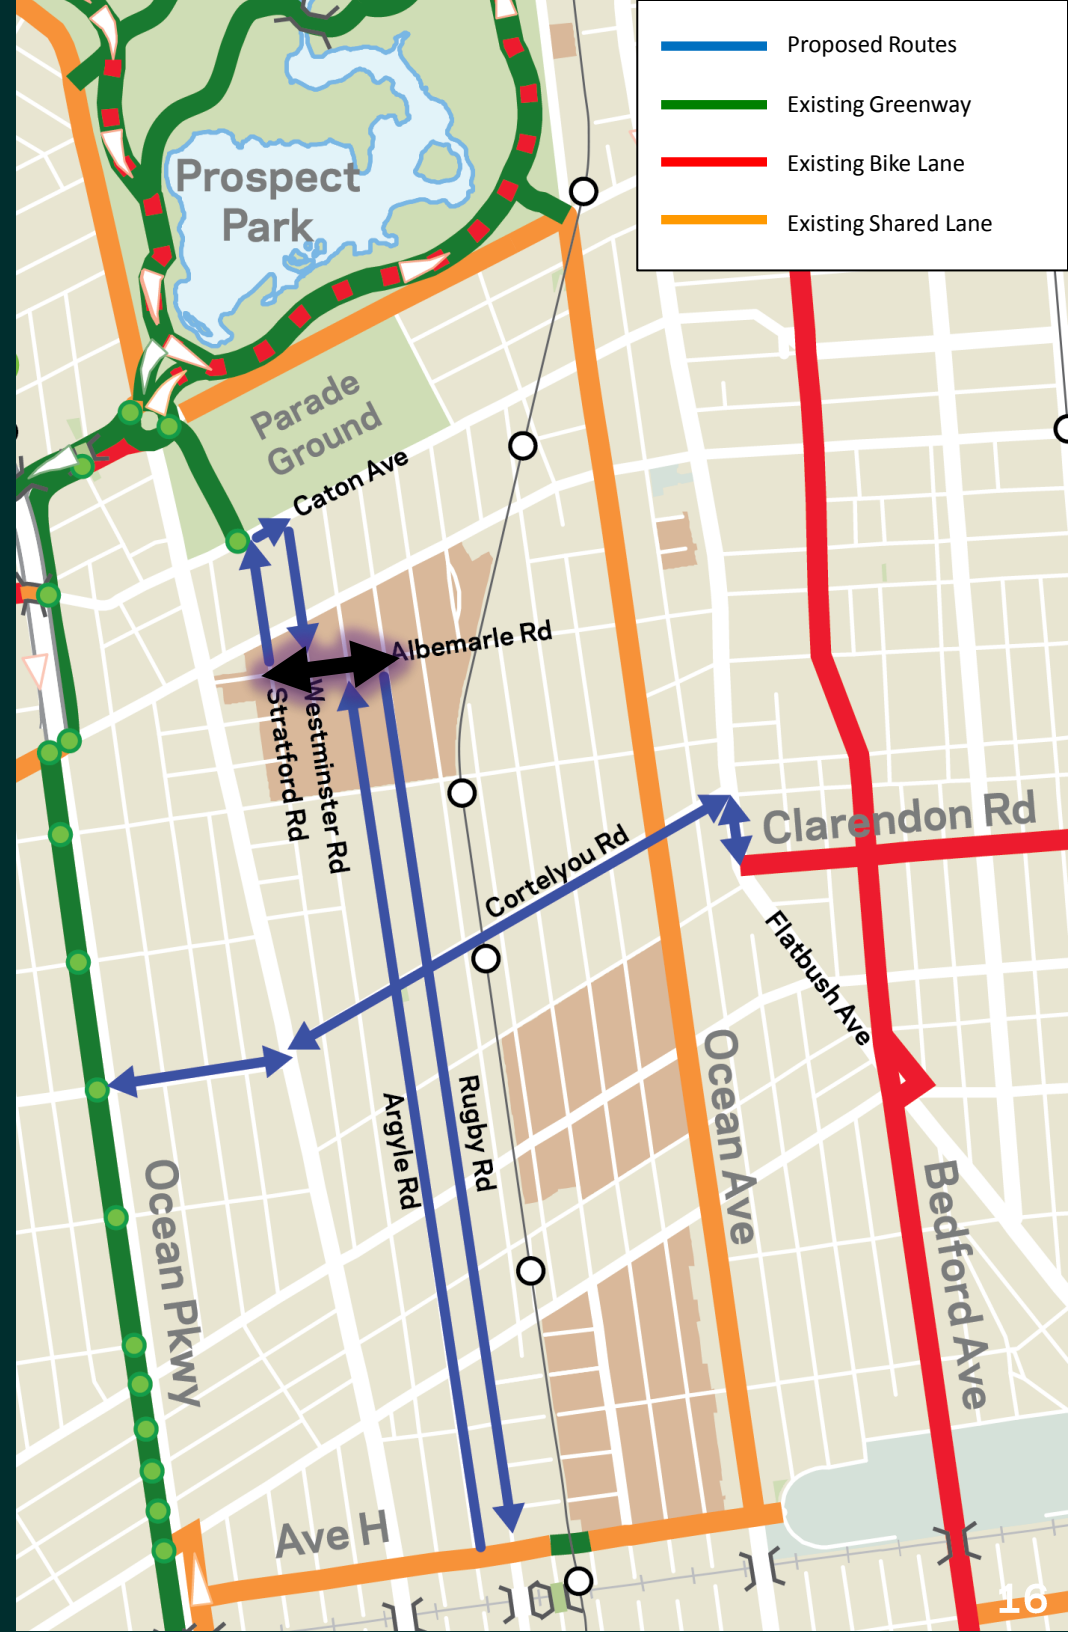 Proposed Routes
Existing Greenway
Existing Bike Lane
Existing Shared Lane
Prospect
Park
Parade
Ground
Caton Ave
Albemarle Rd
Stratford Rd
Westminster Rd
Clarendon Rd
Cortelyou Rd
Flatbush Ave
Ocean Ave
Rugby Rd
Argyle Rd
Ocean Pkwy
Bedford Ave
Ave H
16